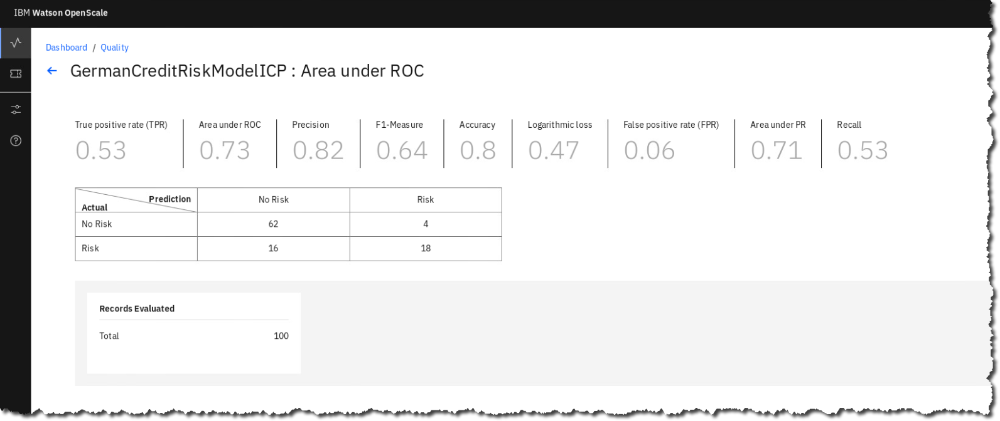 IBM Watson OpenScale
Dashboard / Quality
GermanCreditRiskModelICP : Area under ROC
True positive rate (TPR) Area under ROC Precision F1-Measure Accuracy Logarithmic loss False positive rate (FPR) Area under PR Recall
0.53 0.73 0.82 0.64 0.8 0.47 0.06 0.71 0.53
Prediction No Risk Risk
Actual
No Risk 62 4
Risk 16 18
Records Evaluated
Total 100